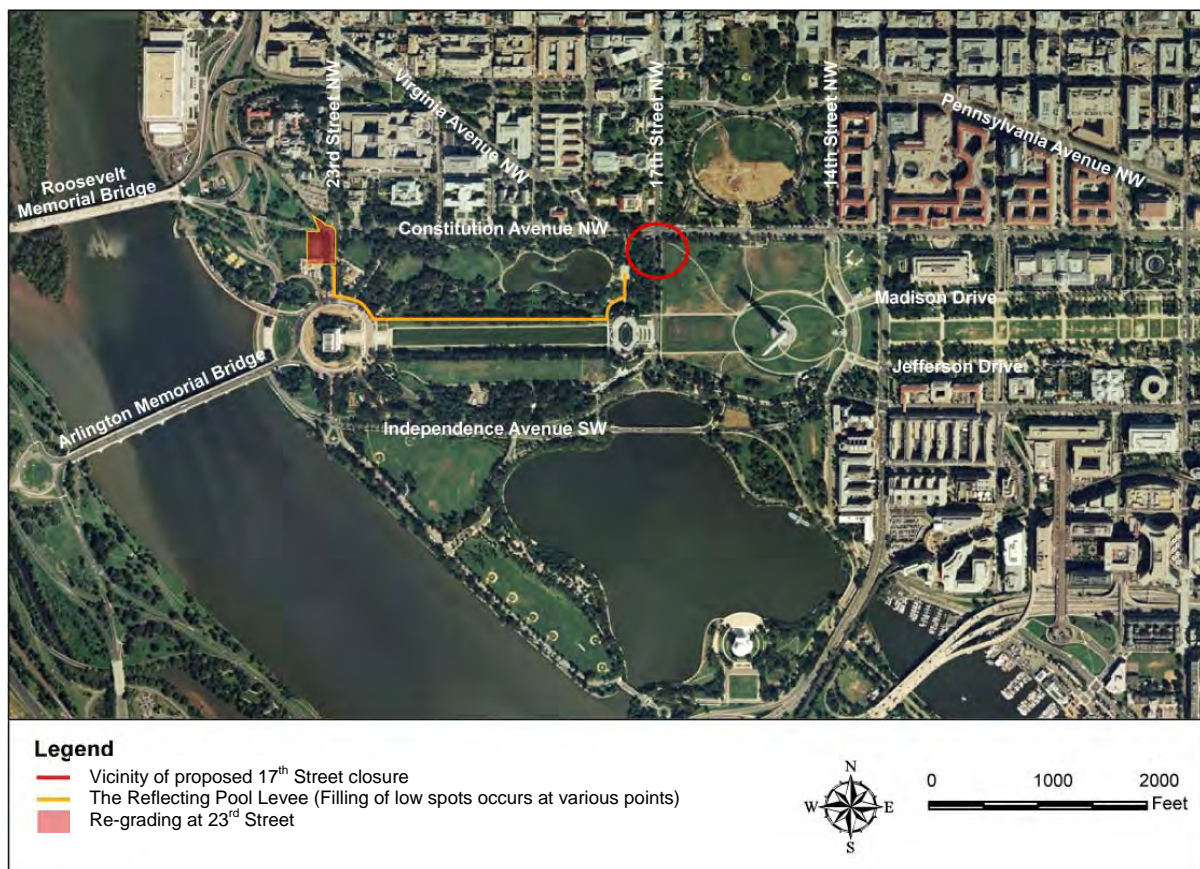 23rd Street NW
Virginia Avenue NW
17th Street NW
14th Street NW
Pennsylvania Avenue NW
Roosevelt
Memorial Bridge
Constitution Avenue NW
Madison Drive
Jefferson Drive
Arlington Memorial Bridge
Independence Avenue SW
Legend
Vicinity of proposed 17th Street closure
The Reflecting Pool Levee (Filling of low spots occurs at various points)
Re-grading at 23rd Street
N
W E
S
0 1000 2000
Feet